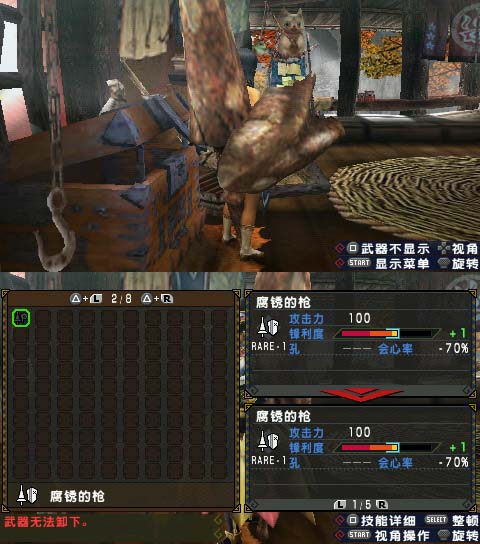 武器不显示 视角
START 显示菜单 旋转
△+L 2/8 △+R
腐锈的枪
武器无法卸下。
腐锈的枪
攻击力 100
锋利度 +1
RARE-1 孔 --- 会心率 -70%
腐锈的枪
攻击力 100
锋利度 +1
RARE-1 孔 --- 会心率 -70%
L 1/5 R
技能详细 SELECT 整顿
START 视角操作 旋转